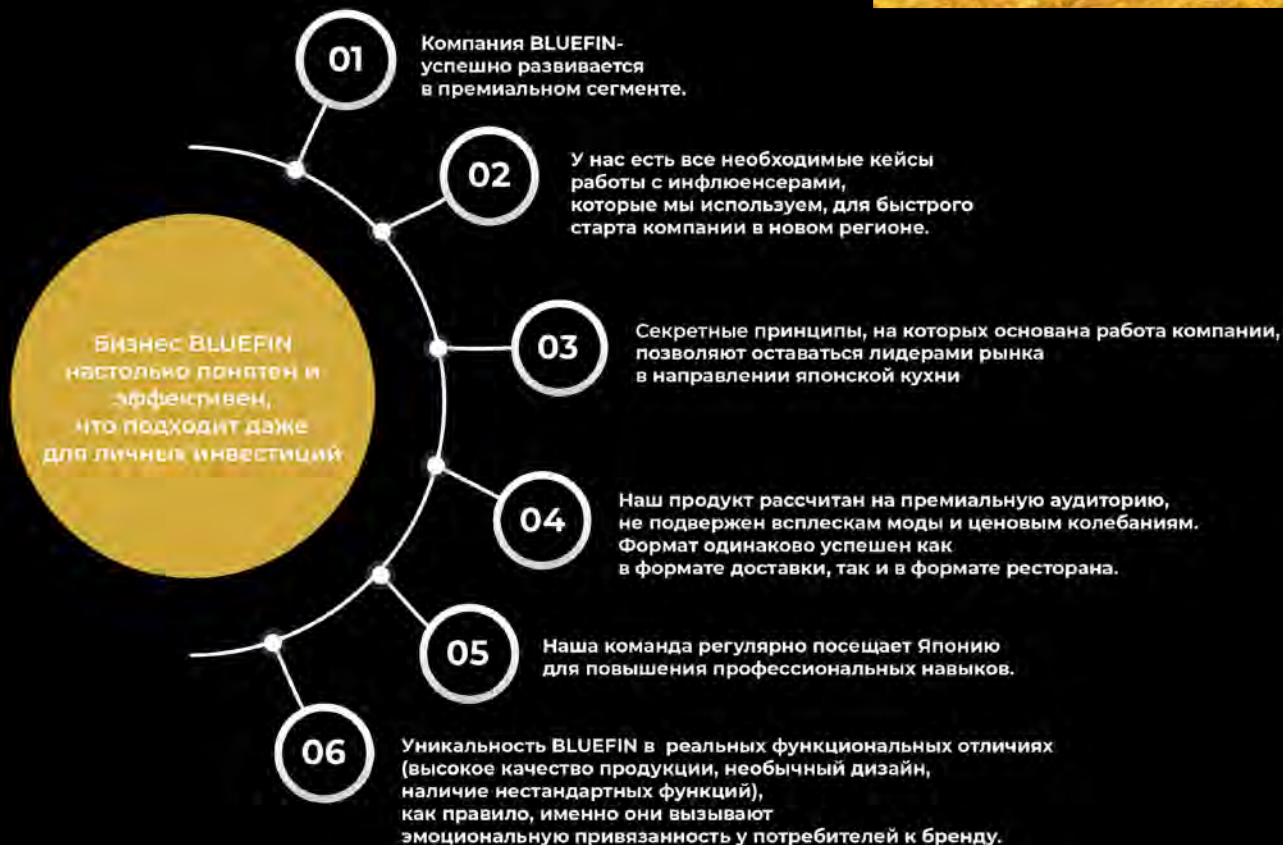 01
Компания BLUEFIN-
успешно развивается
в премиальном сегменте.
02
У нас есть все необходимые кейсы
работы с инфлюенсерами,
которые мы используем, для быстрого
старта компании в новом регионе.
Бизнес BLUEFIN
настолько понятен и
эффективен,
что подходит даже
для личных инвестиций
03
Секретные принципы, на которых основана работа компании,
позволяют оставаться лидерами рынка
в направлении японской кухни
04
Наш продукт рассчитан на премиальную аудиторию,
не подвержен всплескам моды и ценовым колебаниям.
Формат одинаково успешен как
в формате доставки, так и в формате ресторана.
05
Наша команда регулярно посещает Японию
для повышения профессиональных навыков.
06
Уникальность BLUEFIN в реальных функциональных отличиях
(высокое качество продукции, необычный дизайн,
наличие нестандартных функций),
как правило, именно они вызывают
эмоциональную привязанность у потребителей к бренду.